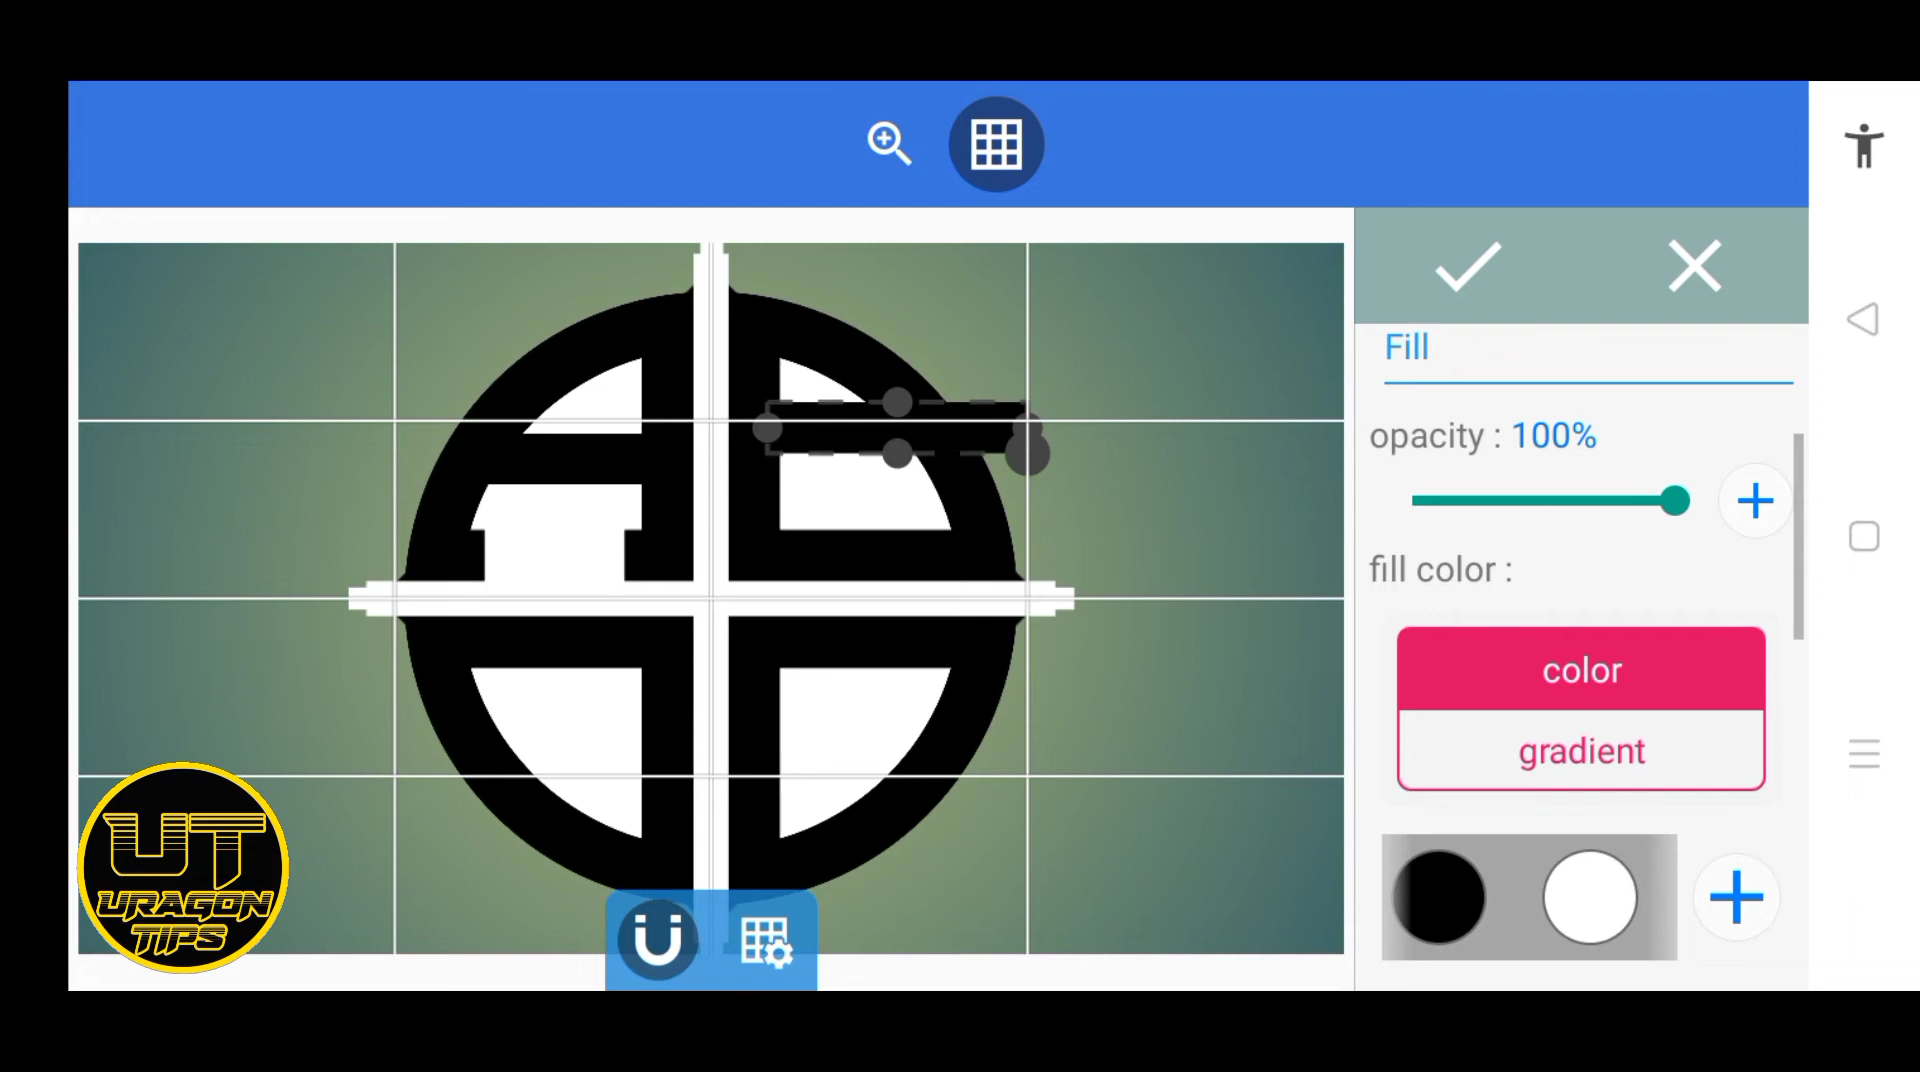 Fill
opacity : 100%
fill color :
color
gradient
UT
URAGON
TIPS